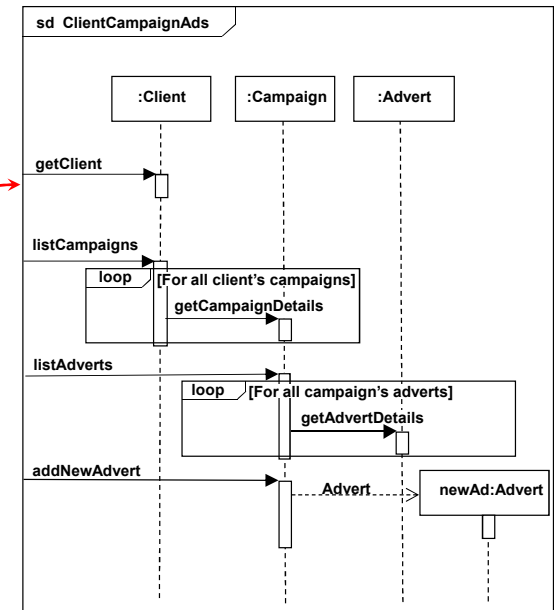 sd ClientCampaignAds
:Client
:Campaign
:Advert
getClient
listCampaigns
loop
[For all client's campaigns]
getCampaignDetails
listAdverts
loop
[For all campaign's adverts]
getAdvertDetails
addNewAdvert
Advert
newAd:Advert